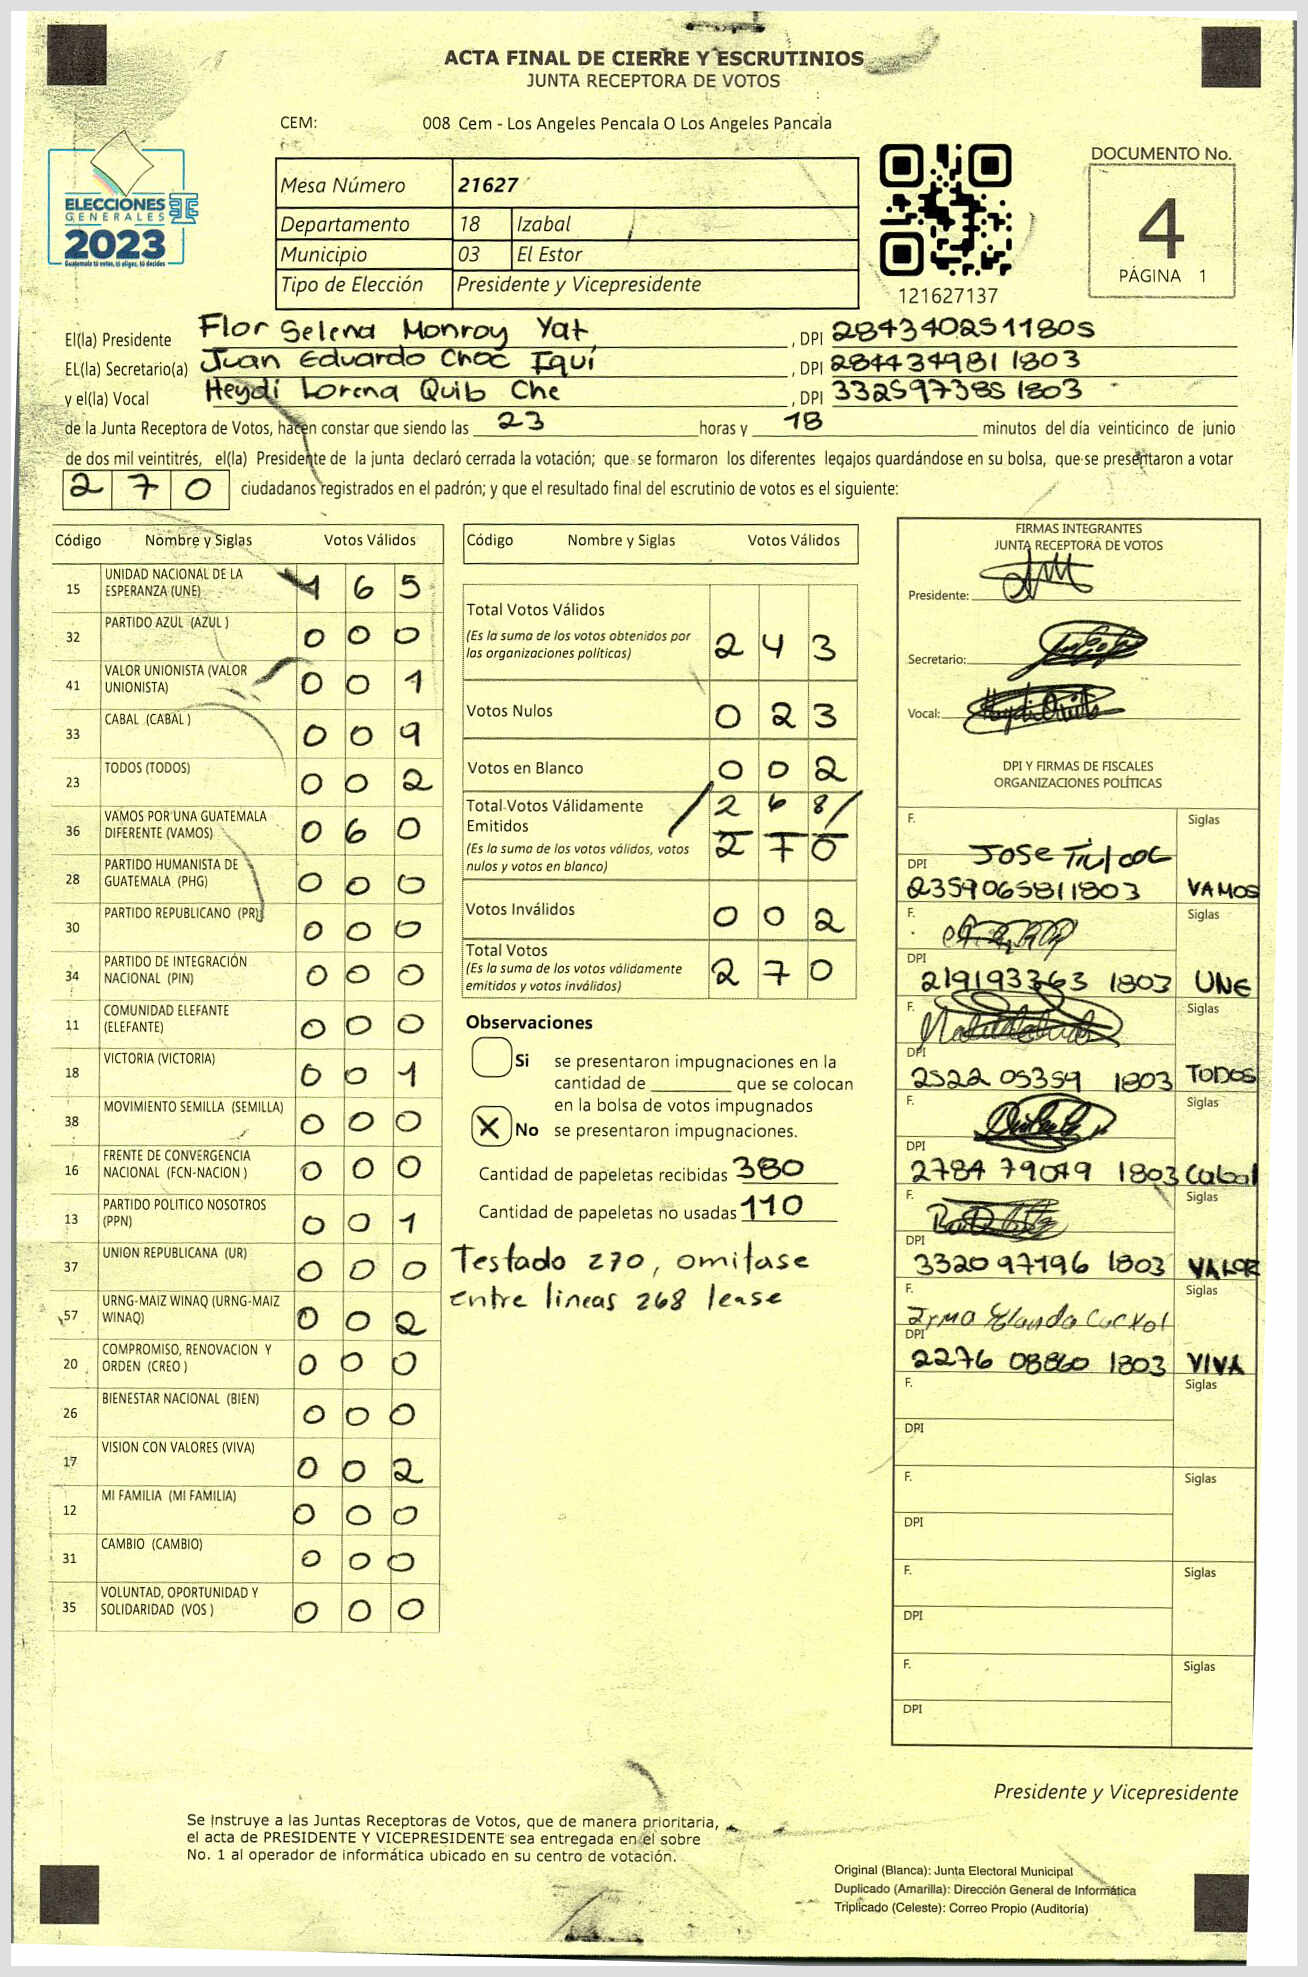 ACTA FINAL DE CIERRE Y ESCRUTINIOS
JUNTA RECEPTORA DE VOTOS
CEM: 008 Cem - Los Angeles Pencala O Los Angeles Pancala
ELECCIONES
GENERALES
2023
Guatemala tú votas, tú eliges, tú decides
Mesa Número 21627
Departamento 18 Izabal
Municipio 03 El Estor
Tipo de Elección Presidente y Vicepresidente
121627137
DOCUMENTO No.
4
PÁGINA 1
El(la) Presidente Flor Selena Monroy Yat, DPI 2843402511805
EL(la) Secretario(a) Juan Eduardo Choc Iquí, DPI 284434981 1803
y el(la) Vocal Heydi Lorena Quib Che, DPI 332597385 1803
de la Junta Receptora de Votos, hacen constar que siendo las 23 horas y 18 minutos del día veinticinco de junio
de dos mil veintitrés, el(la) Presidente de la junta declaró cerrada la votación; que se formaron los diferentes legajos guardándose en su bolsa, que se presentaron a votar
270 ciudadanos registrados en el padrón; y que el resultado final del escrutinio de votos es el siguiente:
Código Nombre y Siglas Votos Válidos
15 UNIDAD NACIONAL DE LA ESPERANZA (UNE) 1 6 5
32 PARTIDO AZUL (AZUL ) 0 0 0
41 VALOR UNIONISTA (VALOR UNIONISTA) 0 0 1
33 CABAL (CABAL ) 0 0 9
23 TODOS (TODOS) 0 0 2
36 VAMOS POR UNA GUATEMALA DIFERENTE (VAMOS) 0 6 0
28 PARTIDO HUMANISTA DE GUATEMALA (PHG) 0 0 0
30 PARTIDO REPUBLICANO (PR) 0 0 0
34 PARTIDO DE INTEGRACIÓN NACIONAL (PIN) 0 0 0
11 COMUNIDAD ELEFANTE (ELEFANTE) 0 0 0
18 VICTORIA (VICTORIA) 0 0 1
38 MOVIMIENTO SEMILLA (SEMILLA) 0 0 0
16 FRENTE DE CONVERGENCIA NACIONAL (FCN-NACION ) 0 0 0
13 PARTIDO POLITICO NOSOTROS (PPN) 0 0 1
37 UNION REPUBLICANA (UR) 0 0 0
57 URNG-MAIZ WINAQ (URNG-MAIZ WINAQ) 0 0 2
20 COMPROMISO, RENOVACION Y ORDEN (CREO ) 0 0 0
26 BIENESTAR NACIONAL (BIEN) 0 0 0
17 VISION CON VALORES (VIVA) 0 0 2
12 MI FAMILIA (MI FAMILIA) 0 0 0
31 CAMBIO (CAMBIO) 0 0 0
35 VOLUNTAD, OPORTUNIDAD Y SOLIDARIDAD (VOS ) 0 0 0
Código Nombre y Siglas Votos Válidos
Total Votos Válidos
(Es la suma de los votos obtenidos por las organizaciones políticas) 2 4 3
Votos Nulos 0 2 3
Votos en Blanco 0 0 2
Total Votos Válidamente Emitidos / 2 6 8 /
(Es la suma de los votos válidos, votos nulos y votos en blanco) 2 7 0
Votos Inválidos 0 0 2
Total Votos
(Es la suma de los votos válidamente emitidos y votos inválidos) 2 7 0
Observaciones
Si se presentaron impugnaciones en la
cantidad de ________ que se colocan
en la bolsa de votos impugnados
X No se presentaron impugnaciones.
Cantidad de papeletas recibidas 380
Cantidad de papeletas no usadas 110
Testado 270, omitase
entre lineas 268 lease
FIRMAS INTEGRANTES
JUNTA RECEPTORA DE VOTOS
Presidente:
Secretario:
Vocal:
DPI Y FIRMAS DE FISCALES
ORGANIZACIONES POLÍTICAS
F. Siglas
DPI 2359065811803 VAMOS
F. Siglas
DPI 219193363 1803 UNE
F. Siglas
DPI 2522 05359 1803 TODOS
F. Siglas
DPI 2784 79049 1803 Cabal
F. Siglas
DPI 3320 97196 1803 VALOR
F. Siglas
DPI 2276 08860 1803 VIVA
F. Siglas
DPI
F. Siglas
DPI
F. Siglas
DPI
F. Siglas
DPI
Presidente y Vicepresidente
Se Instruye a las Juntas Receptoras de Votos, que de manera prioritaria,
el acta de PRESIDENTE Y VICEPRESIDENTE sea entregada en el sobre
No. 1 al operador de informática ubicado en su centro de votación.
Original (Blanca): Junta Electoral Municipal
Duplicado (Amarilla): Dirección General de Informática
Triplicado (Celeste): Correo Propio (Auditoria)